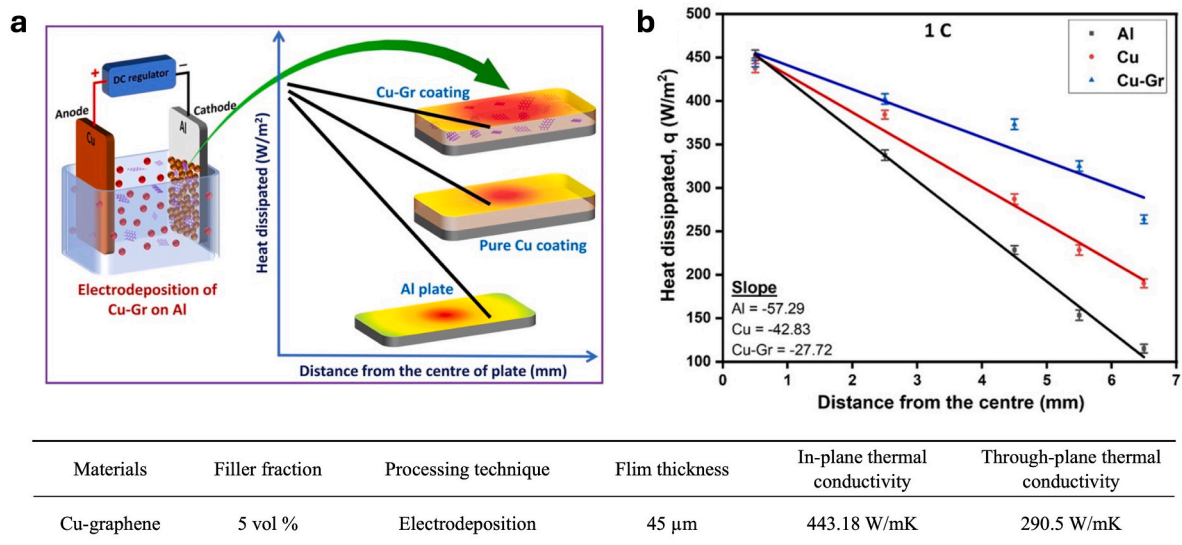 a
DC regulator
+
−
Anode
Cathode
Cu
Al
Electrodeposition of
Cu-Gr on Al
Heat dissipated (W/m²)
Cu-Gr coating
Pure Cu coating
Al plate
Distance from the centre of plate (mm)
b
1 C
Al
Cu
Cu-Gr
500
450
400
350
300
250
200
150
100
Heat dissippated, q (W/m²)
Slope
Al = -57.29
Cu = -42.83
Cu-Gr = -27.72
0 1 2 3 4 5 6 7
Distance from the centre (mm)
Materials Filler fraction Processing technique Flim thickness In-plane thermal conductivity Through-plane thermal conductivity
Cu-graphene 5 vol % Electrodeposition 45 μm 443.18 W/mK 290.5 W/mK